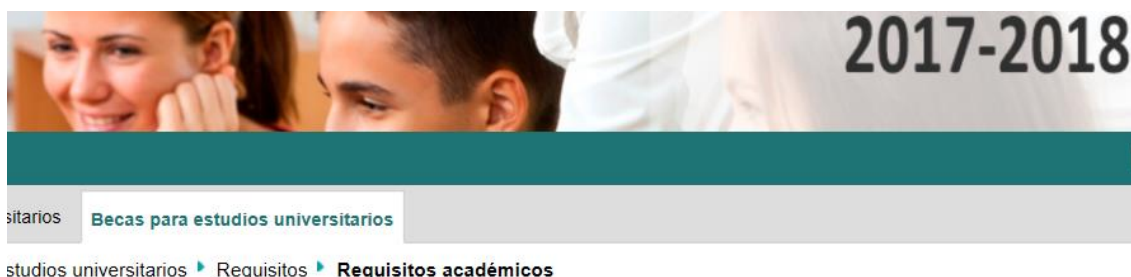 2017-2018
sitarios Becas para estudios universitarios
studios universitarios Requisitos Requisitos académicos